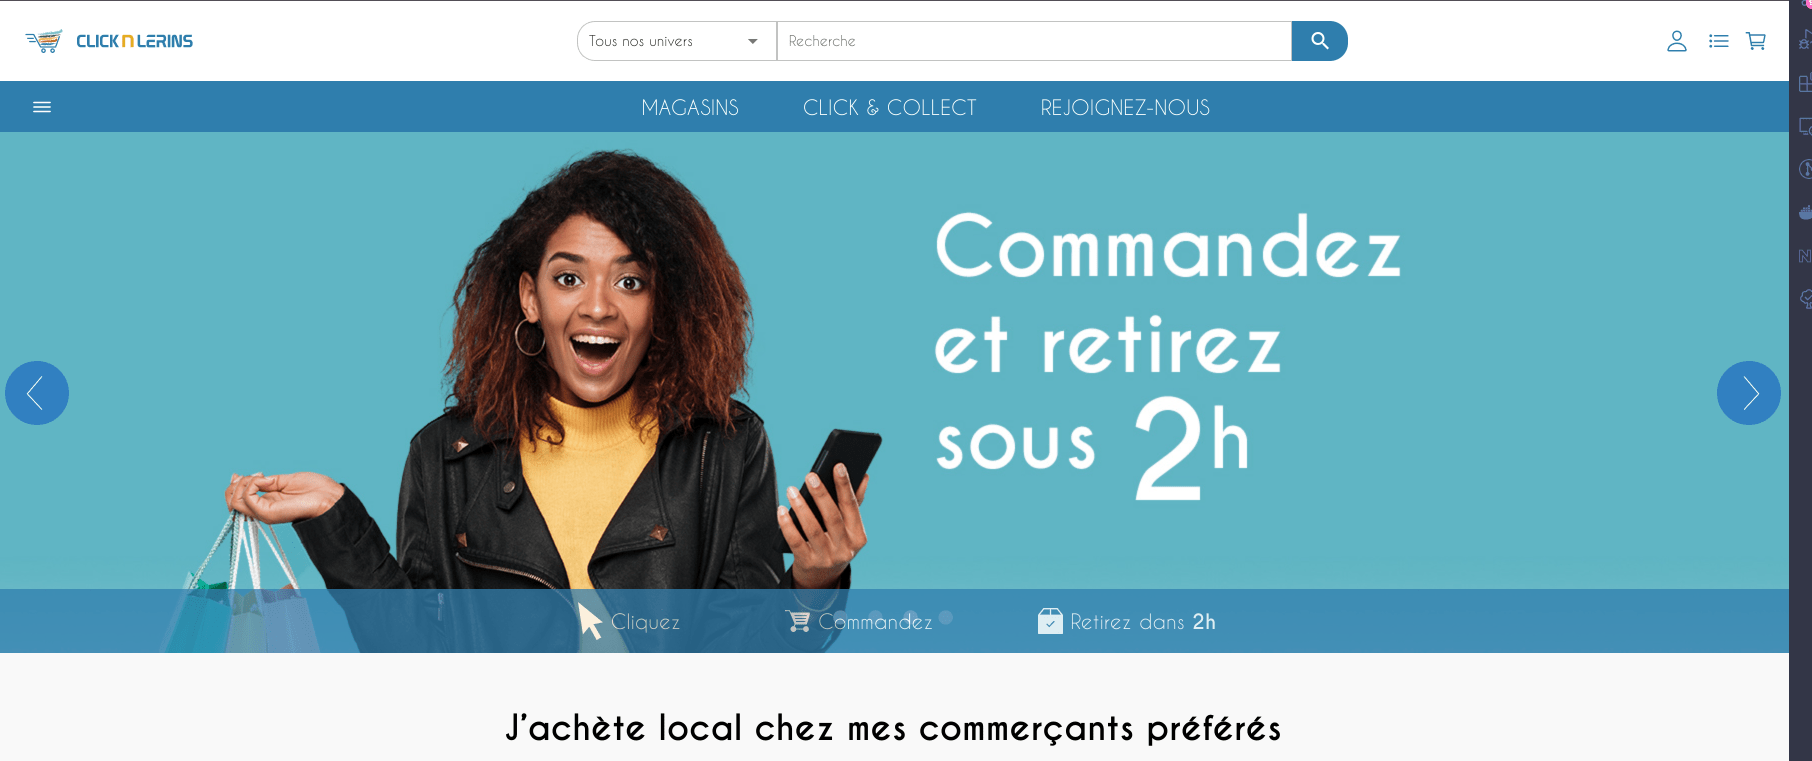 CLICK N LERINS
Tous nos univers
Recherche
MAGASINS
CLICK & COLLECT
REJOIGNEZ-NOUS
Commandez
et retirez
sous 2h
Cliquez
Commandez
Retirez dans 2h
J'achète local chez mes commerçants préférés